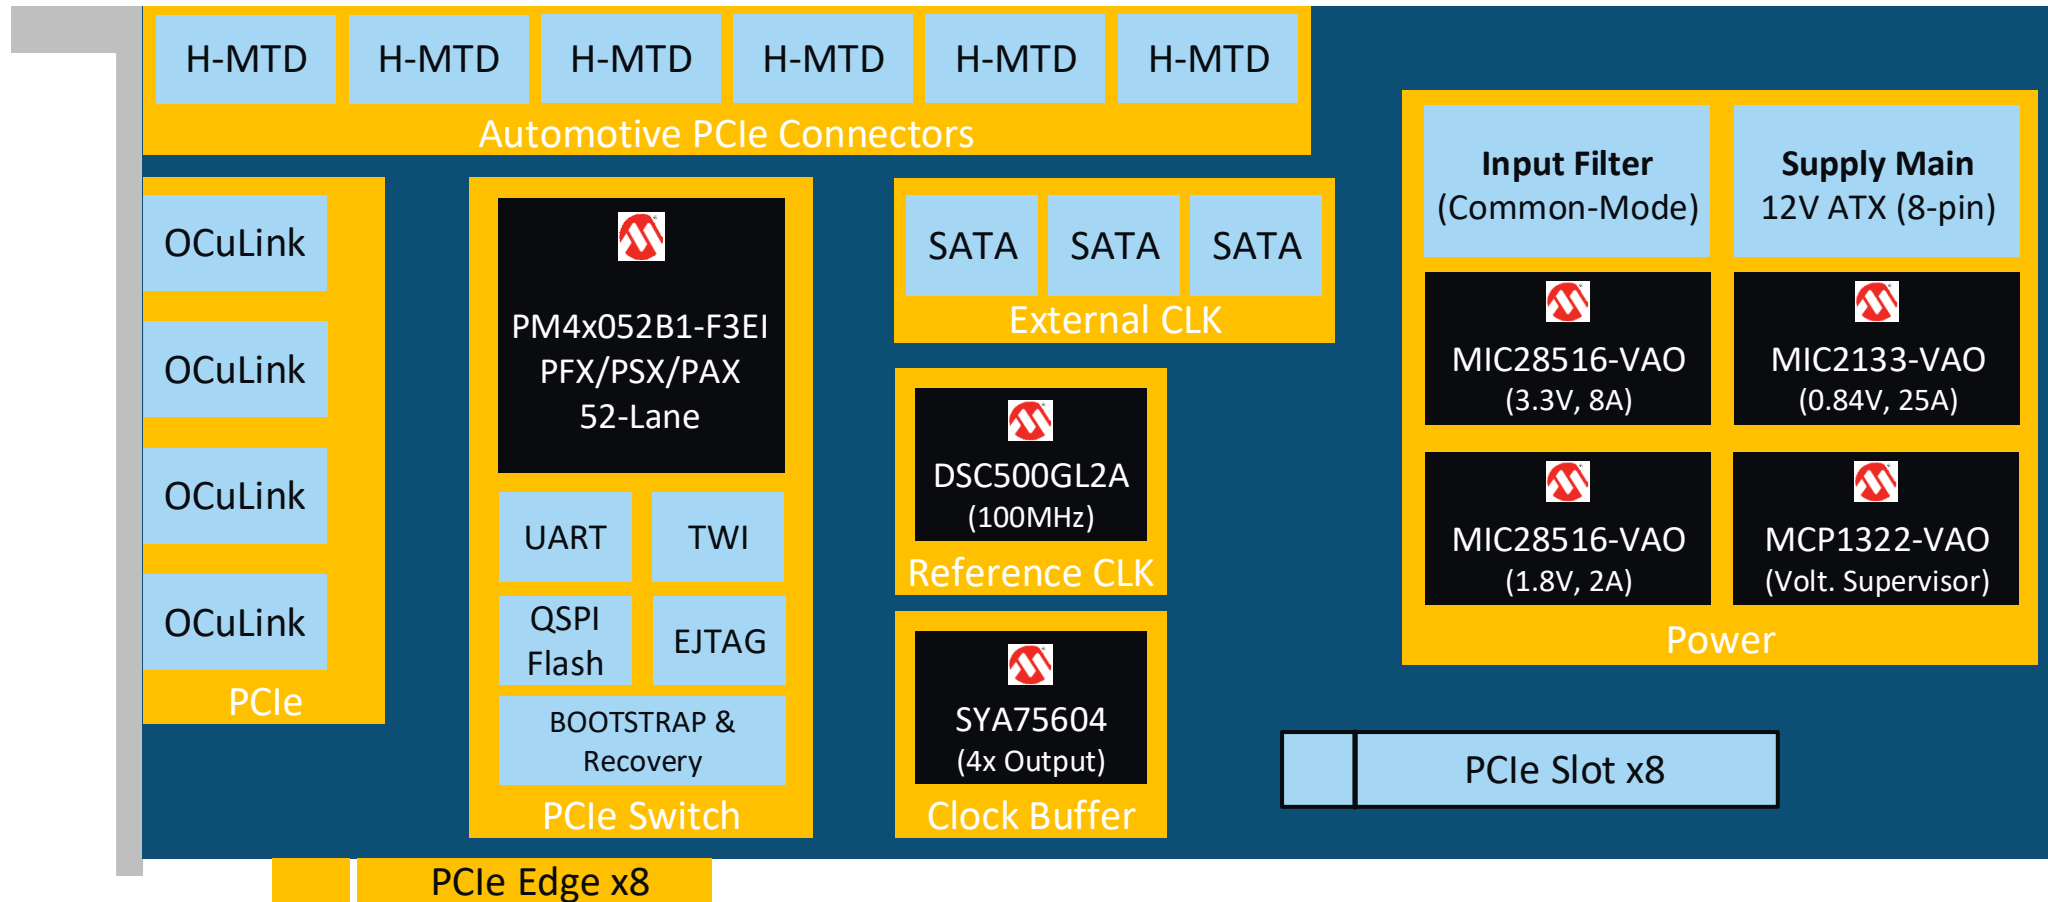 H-MTD
H-MTD
H-MTD
H-MTD
H-MTD
H-MTD
Automotive PCIe Connectors
OCuLink
OCuLink
OCuLink
OCuLink
PCIe
PM4x052B1-F3EI
PFX/PSX/PAX
52-Lane
UART
TWI
QSPI
Flash
EJTAG
BOOTSTRAP &
Recovery
PCIe Switch
SATA
SATA
SATA
External CLK
DSC500GL2A
(100MHz)
Reference CLK
SYA75604
(4x Output)
Clock Buffer
Input Filter
(Common-Mode)
Supply Main
12V ATX (8-pin)
MIC28516-VAO
(3.3V, 8A)
MIC2133-VAO
(0.84V, 25A)
MIC28516-VAO
(1.8V, 2A)
MCP1322-VAO
(Volt. Supervisor)
Power
PCIe Slot x8
PCIe Edge x8